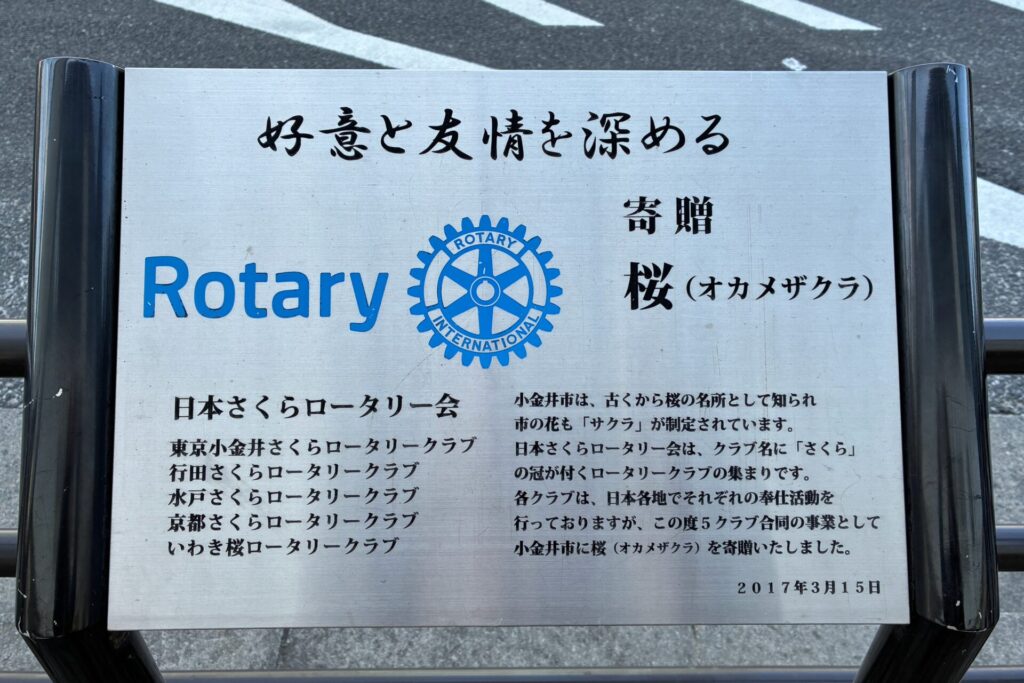 好意と友情を深める
寄贈
桜（オカメザクラ）
Rotary
ROTARY
INTERNATIONAL
日本さくらロータリー会
東京小金井さくらロータリークラブ
行田さくらロータリークラブ
水戸さくらロータリークラブ
京都さくらロータリークラブ
いわき桜ロータリークラブ
小金井市は、古くから桜の名所として知られ
市の花も「サクラ」が制定されています。
日本さくらロータリー会は、クラブ名に「さくら」
の冠が付くロータリークラブの集まりです。
各クラブは、日本各地でそれぞれの奉仕活動を
行っておりますが、この度５クラブ合同の事業として
小金井市に桜（オカメザクラ）を寄贈いたしました。
２０１７年３月１５日